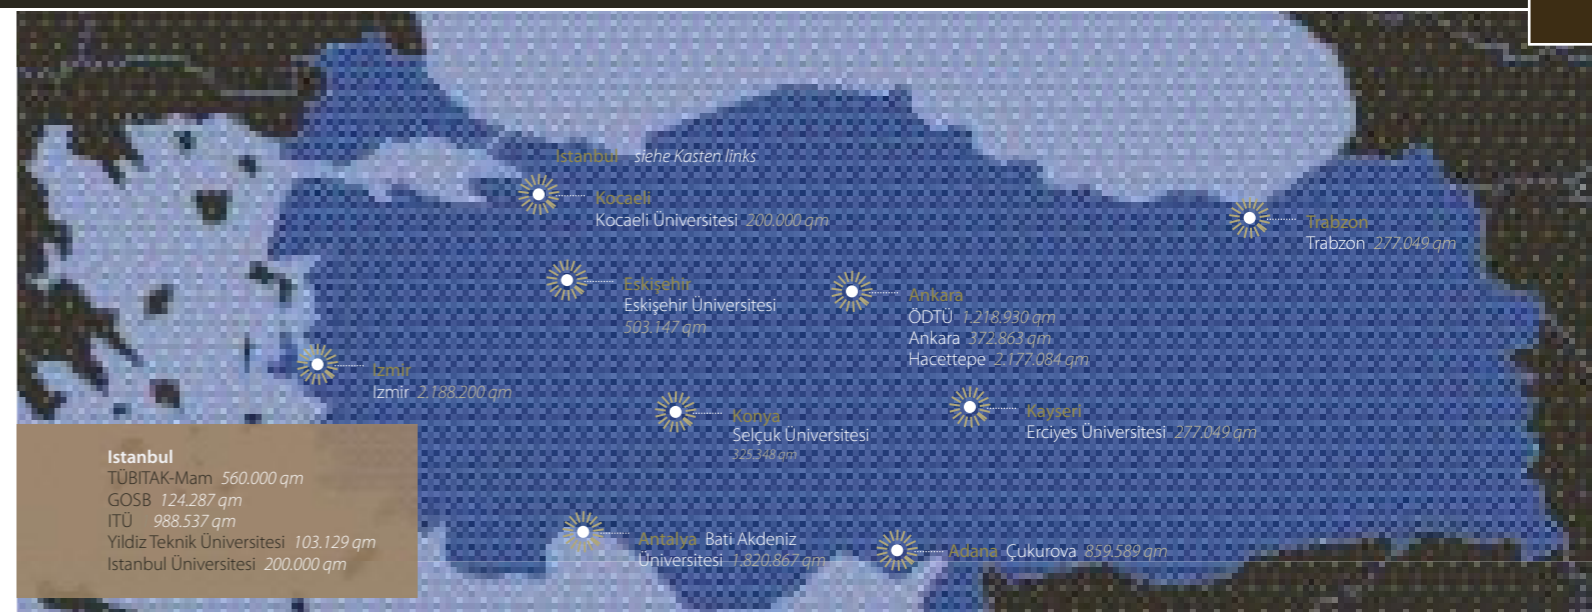 Istanbul siehe Kasten links
Kocaeli
Kocaeli Üniversitesi 200.000 qm
Trabzon
Trabzon 277.049 qm
Eskişehir
Eskişehir Üniversitesi
503.147 qm
Ankara
ÖDTÜ 1.218.930 qm
Ankara 372.863 qm
Hacettepe 2.177.084 qm
Izmir
Izmir 2.188.200 qm
Konya
Selçuk Üniversitesi
325.348 qm
Kayseri
Erciyes Üniversitesi 277.049 qm
Istanbul
TÜBITAK-Mam 560.000 qm
GOSB 124.287 qm
ITÜ 988.537 qm
Yildiz Teknik Üniversitesi 103.129 qm
Istanbul Üniversitesi 200.000 qm
Antalya Bati Akdeniz
Üniversitesi 1.820.867 qm
Adana Çukurova 859.589 qm